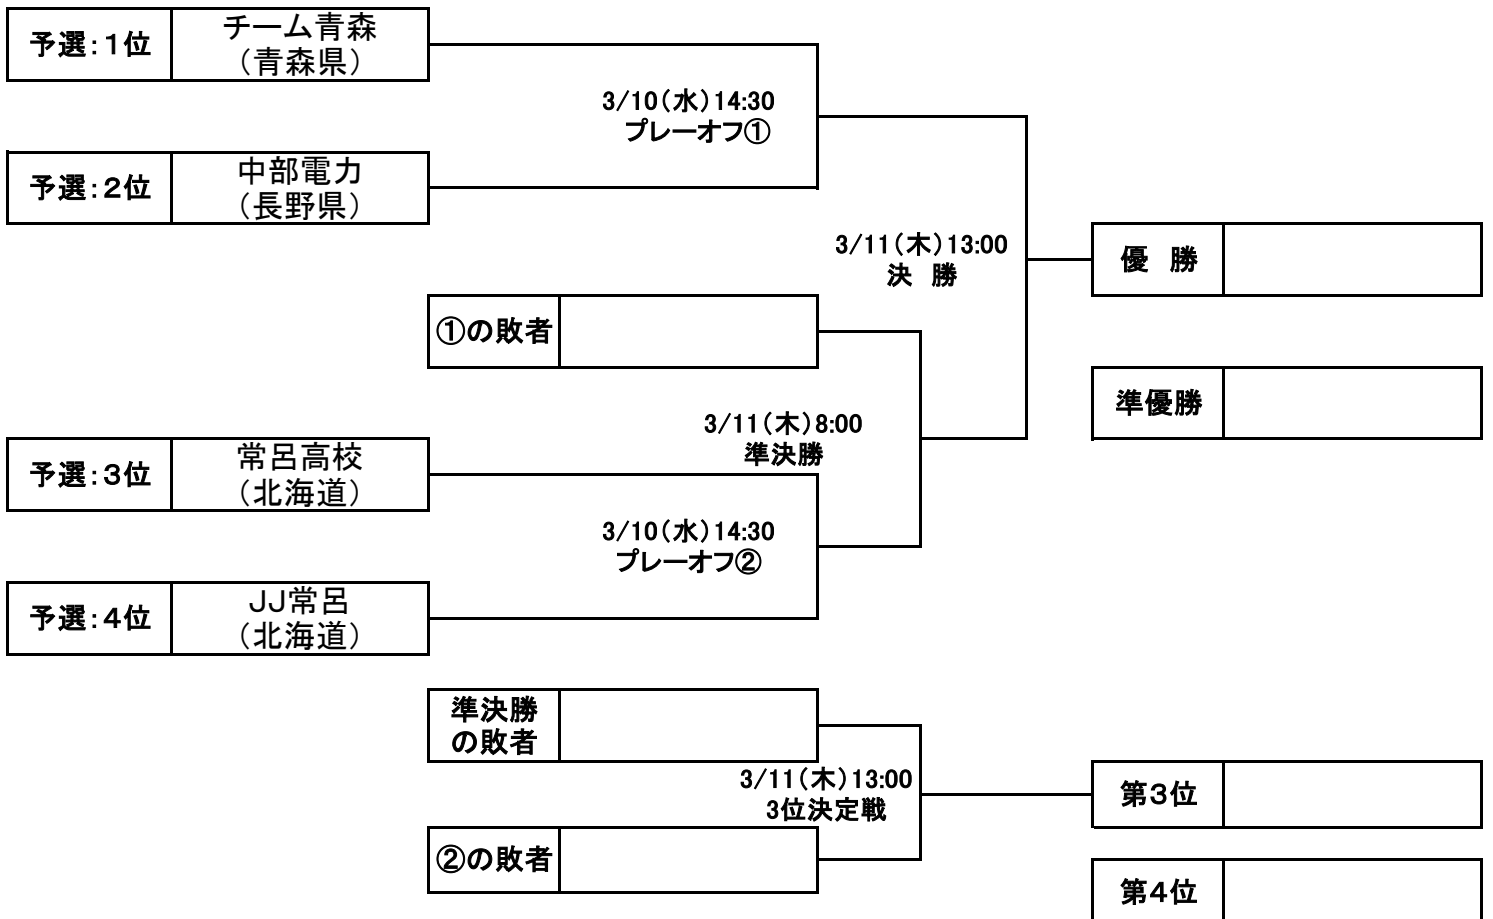 予選：１位
チーム青森
（青森県）
3/10（水）14:30
プレーオフ①
予選：２位
中部電力
（長野県）
3/11（木）13:00
決　勝
優　勝
①の敗者
準優勝
3/11（木）8:00
準決勝
予選：３位
常呂高校
（北海道）
3/10（水）14:30
プレーオフ②
予選：４位
ＪＪ常呂
（北海道）
準決勝
の敗者
3/11（木）13:00
3位決定戦
第３位
②の敗者
第４位